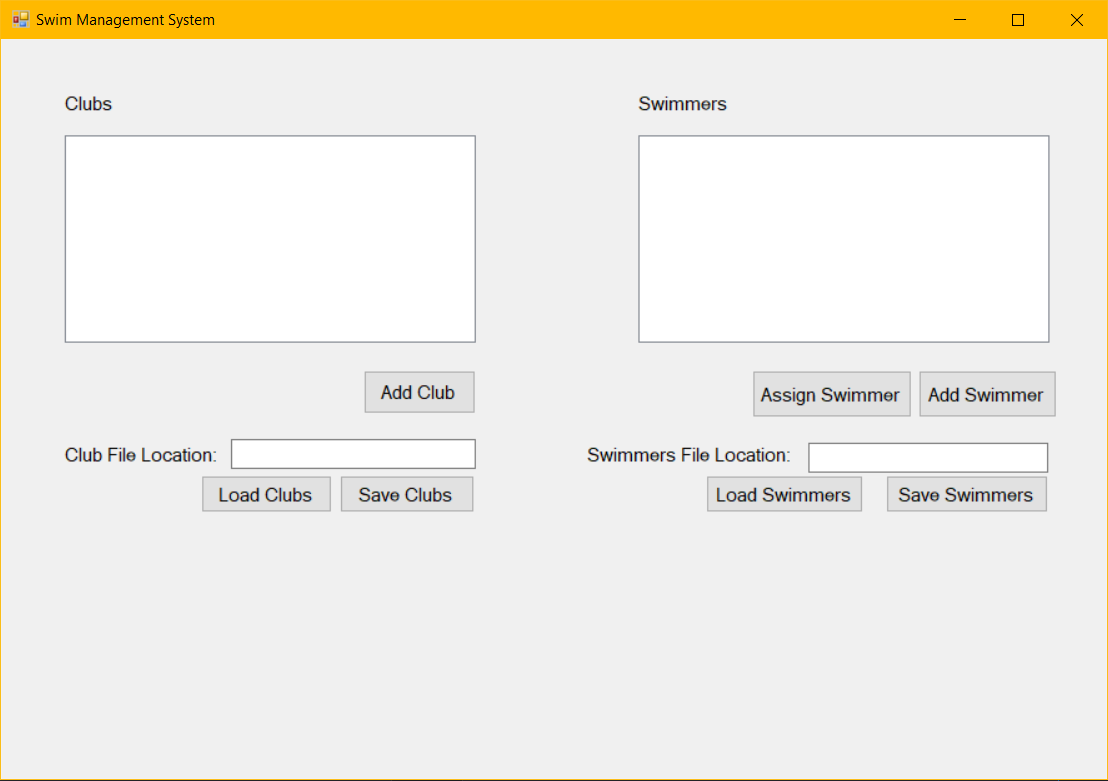 Swim Management System
Clubs
Swimmers
Add Club
Assign Swimmer
Add Swimmer
Club File Location:
Swimmers File Location:
Load Clubs
Save Clubs
Load Swimmers
Save Swimmers